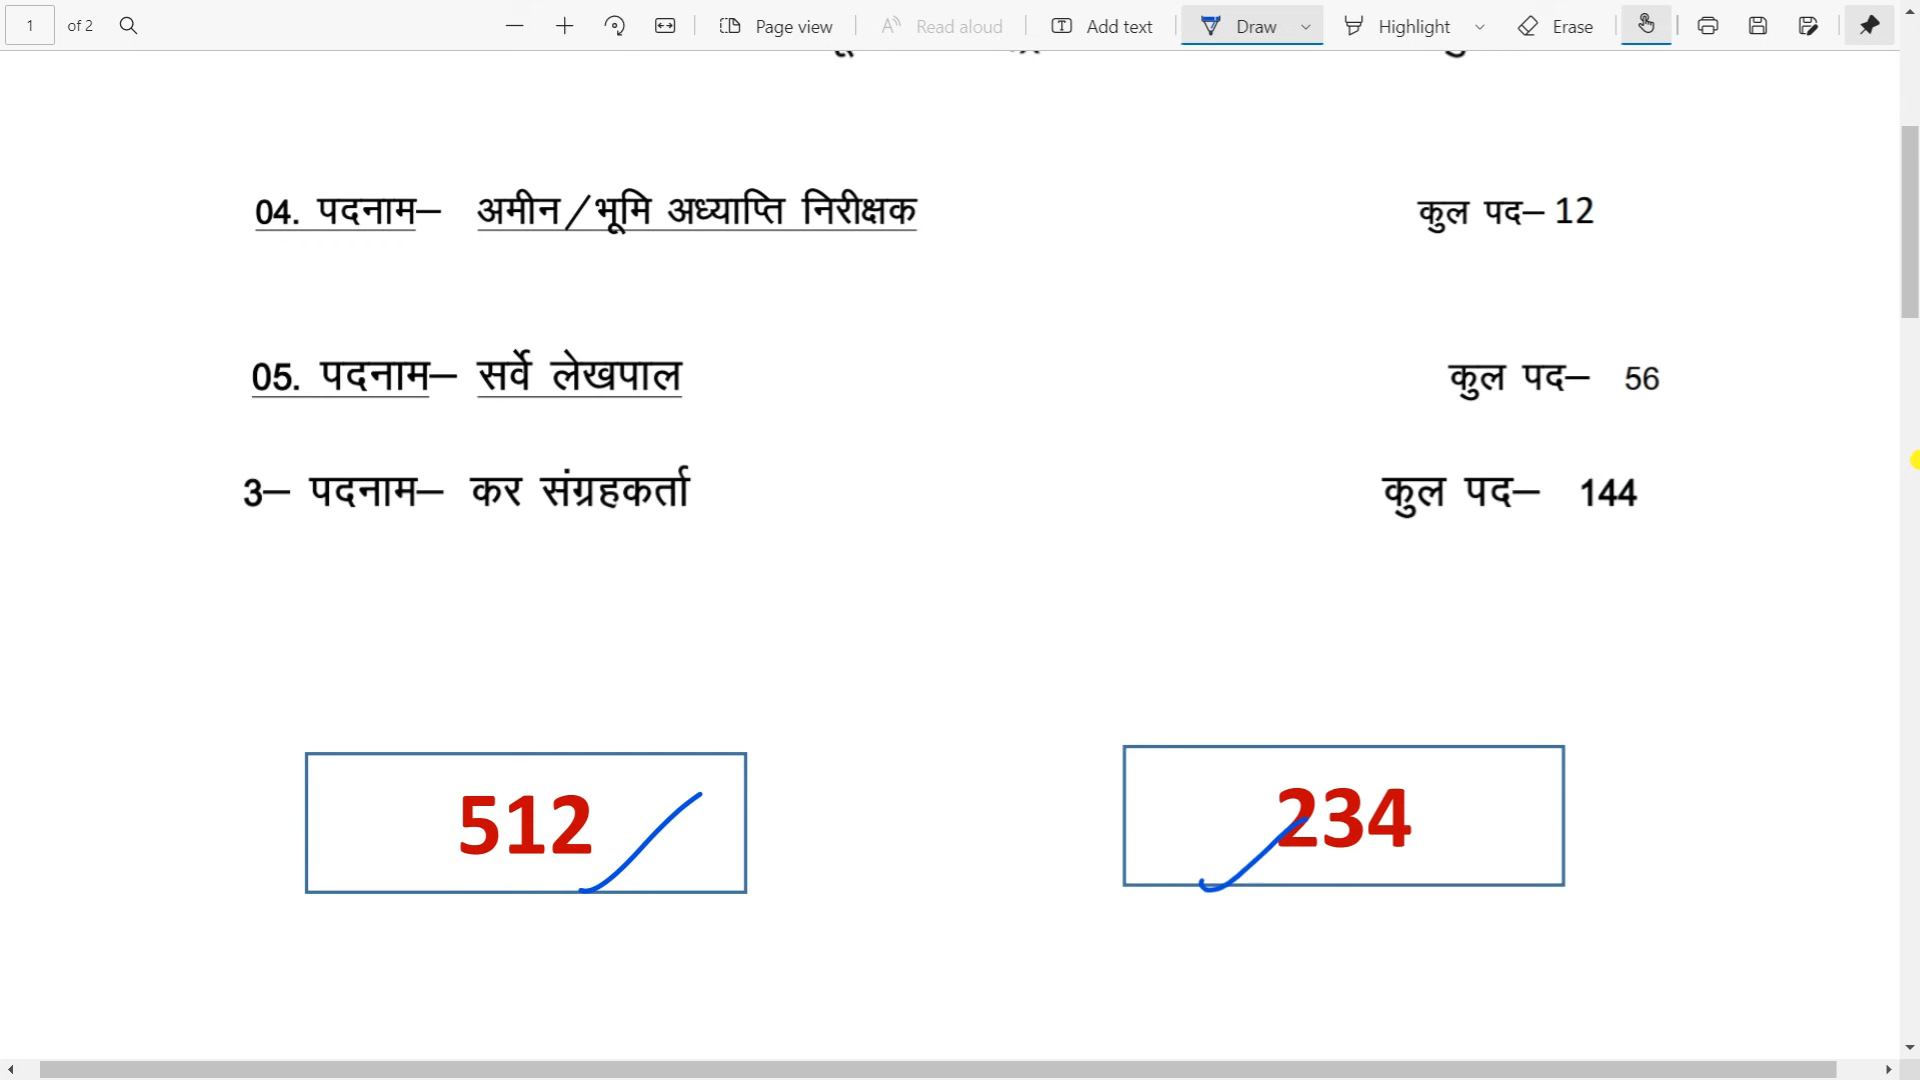 1 of 2 Page view Read aloud Add text Draw Highlight Erase
04. पदनाम– अमीन/भूमि अध्याप्ति निरीक्षक कुल पद– 12
05. पदनाम– सर्वे लेखपाल कुल पद– 56
3– पदनाम– कर संग्रहकर्ता कुल पद– 144
512 234